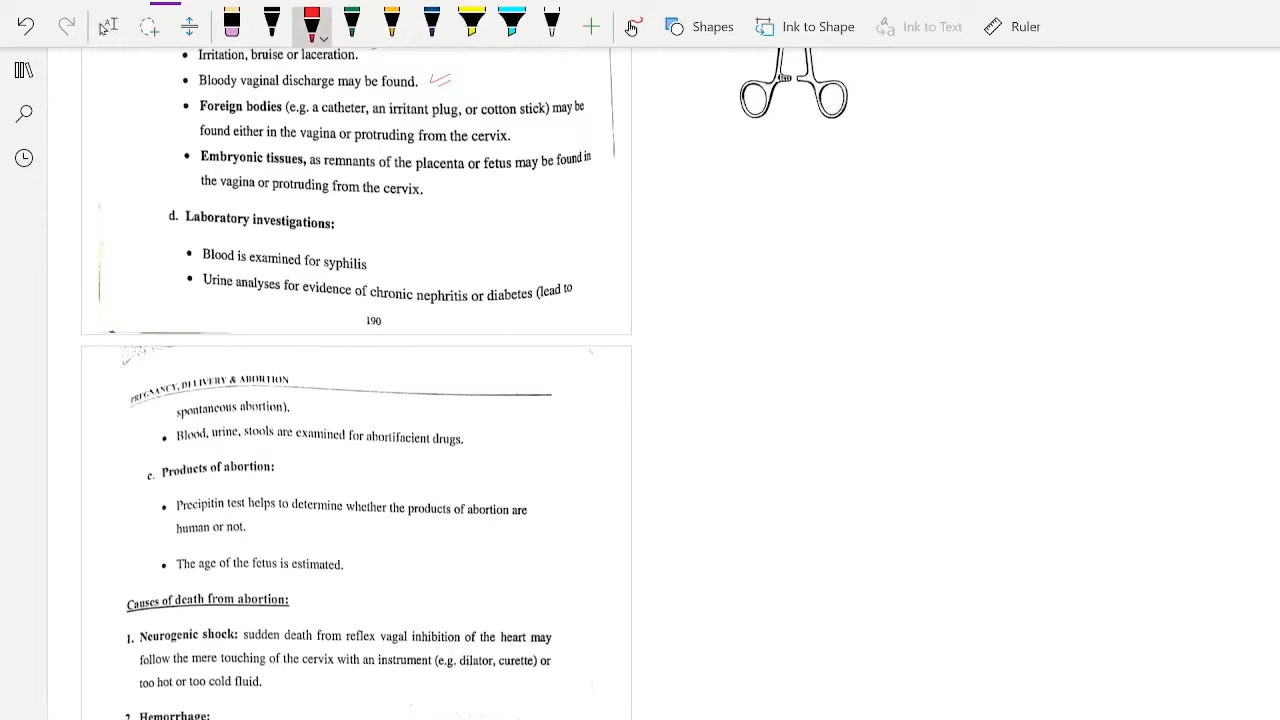 Shapes
Ink to Shape
Ink to Text
Ruler
• Irritation, bruise or laceration.
• Bloody vaginal discharge may be found.
• Foreign bodies (e.g. a catheter, an irritant plug, or cotton stick) may be
found either in the vagina or protruding from the cervix.
• Embryonic tissues, as remnants of the placenta or fetus may be found in
the vagina or protruding from the cervix.
d. Laboratory investigations:
• Blood is examined for syphilis
• Urine analyses for evidence of chronic nephritis or diabetes (lead to
190
PREGNANCY, DELIVERY & ABORTION
spontaneous abortion).
• Blood, urine, stools are examined for abortifacient drugs.
e. Products of abortion:
• Precipitin test helps to determine whether the products of abortion are
human or not.
• The age of the fetus is estimated.
Causes of death from abortion:
1. Neurogenic shock: sudden death from reflex vagal inhibition of the heart may
follow the mere touching of the cervix with an instrument (e.g. dilator, curette) or
too hot or too cold fluid.
2. Hemorrhage: